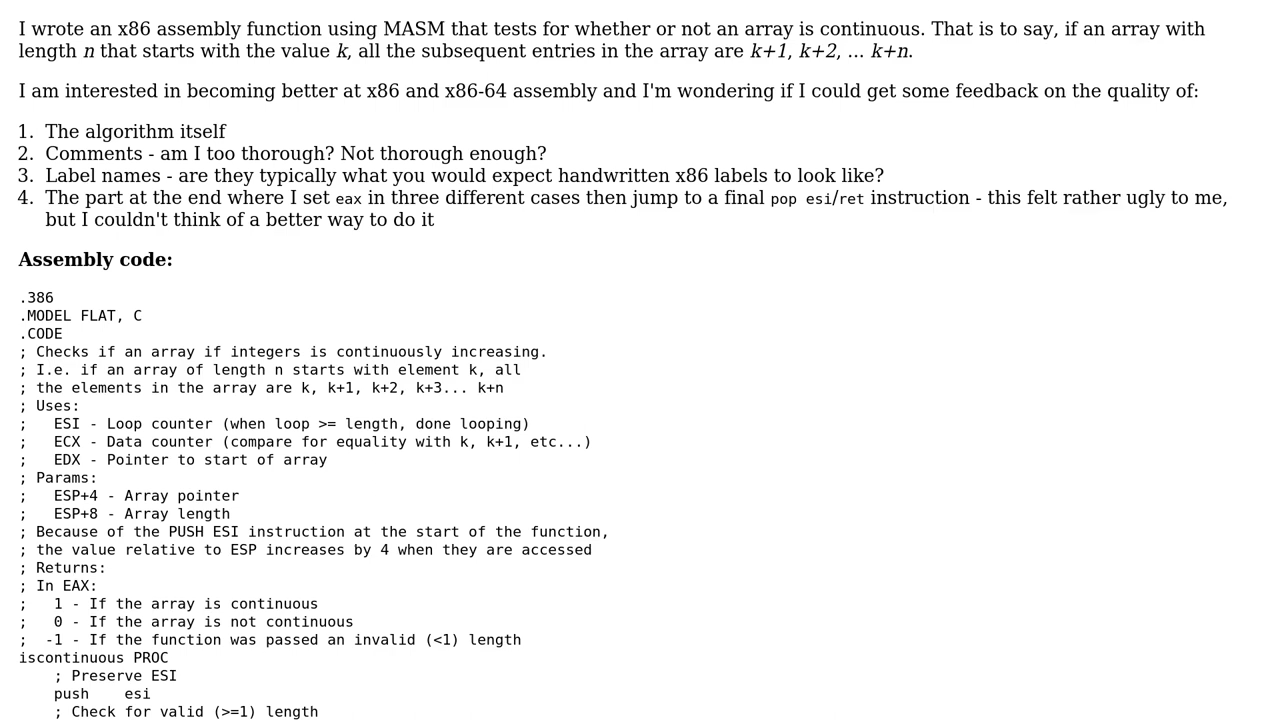 I wrote an x86 assembly function using MASM that tests for whether or not an array is continuous. That is to say, if an array with
length n that starts with the value k, all the subsequent entries in the array are k+1, k+2, ... k+n.
I am interested in becoming better at x86 and x86-64 assembly and I'm wondering if I could get some feedback on the quality of:
1. The algorithm itself
2. Comments - am I too thorough? Not thorough enough?
3. Label names - are they typically what you would expect handwritten x86 labels to look like?
4. The part at the end where I set eax in three different cases then jump to a final pop esi/ret instruction - this felt rather ugly to me,
but I couldn't think of a better way to do it
Assembly code:
.386
.MODEL FLAT, C
.CODE
; Checks if an array if integers is continuously increasing.
; I.e. if an array of length n starts with element k, all
; the elements in the array are k, k+1, k+2, k+3... k+n
; Uses:
;   ESI - Loop counter (when loop >= length, done looping)
;   ECX - Data counter (compare for equality with k, k+1, etc...)
;   EDX - Pointer to start of array
; Params:
;   ESP+4 - Array pointer
;   ESP+8 - Array length
; Because of the PUSH ESI instruction at the start of the function,
; the value relative to ESP increases by 4 when they are accessed
; Returns:
; In EAX:
;   1 - If the array is continuous
;   0 - If the array is not continuous
;  -1 - If the function was passed an invalid (<1) length
iscontinuous PROC
    ; Preserve ESI
    push    esi
    ; Check for valid (>=1) length